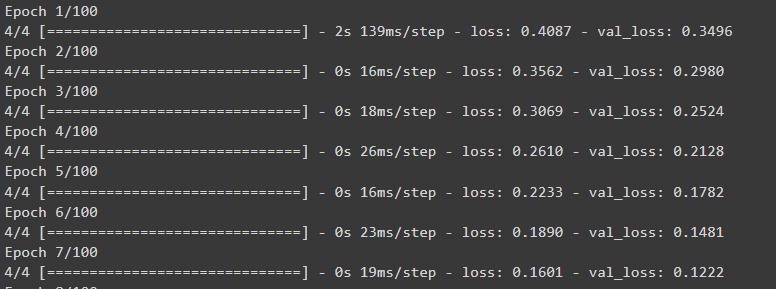 Epoch 1/100
4/4 [==============================] - 2s 139ms/step - loss: 0.4087 - val_loss: 0.3496
Epoch 2/100
4/4 [==============================] - 0s 16ms/step - loss: 0.3562 - val_loss: 0.2980
Epoch 3/100
4/4 [==============================] - 0s 18ms/step - loss: 0.3069 - val_loss: 0.2524
Epoch 4/100
4/4 [==============================] - 0s 26ms/step - loss: 0.2610 - val_loss: 0.2128
Epoch 5/100
4/4 [==============================] - 0s 16ms/step - loss: 0.2233 - val_loss: 0.1782
Epoch 6/100
4/4 [==============================] - 0s 23ms/step - loss: 0.1890 - val_loss: 0.1481
Epoch 7/100
4/4 [==============================] - 0s 19ms/step - loss: 0.1601 - val_loss: 0.1222